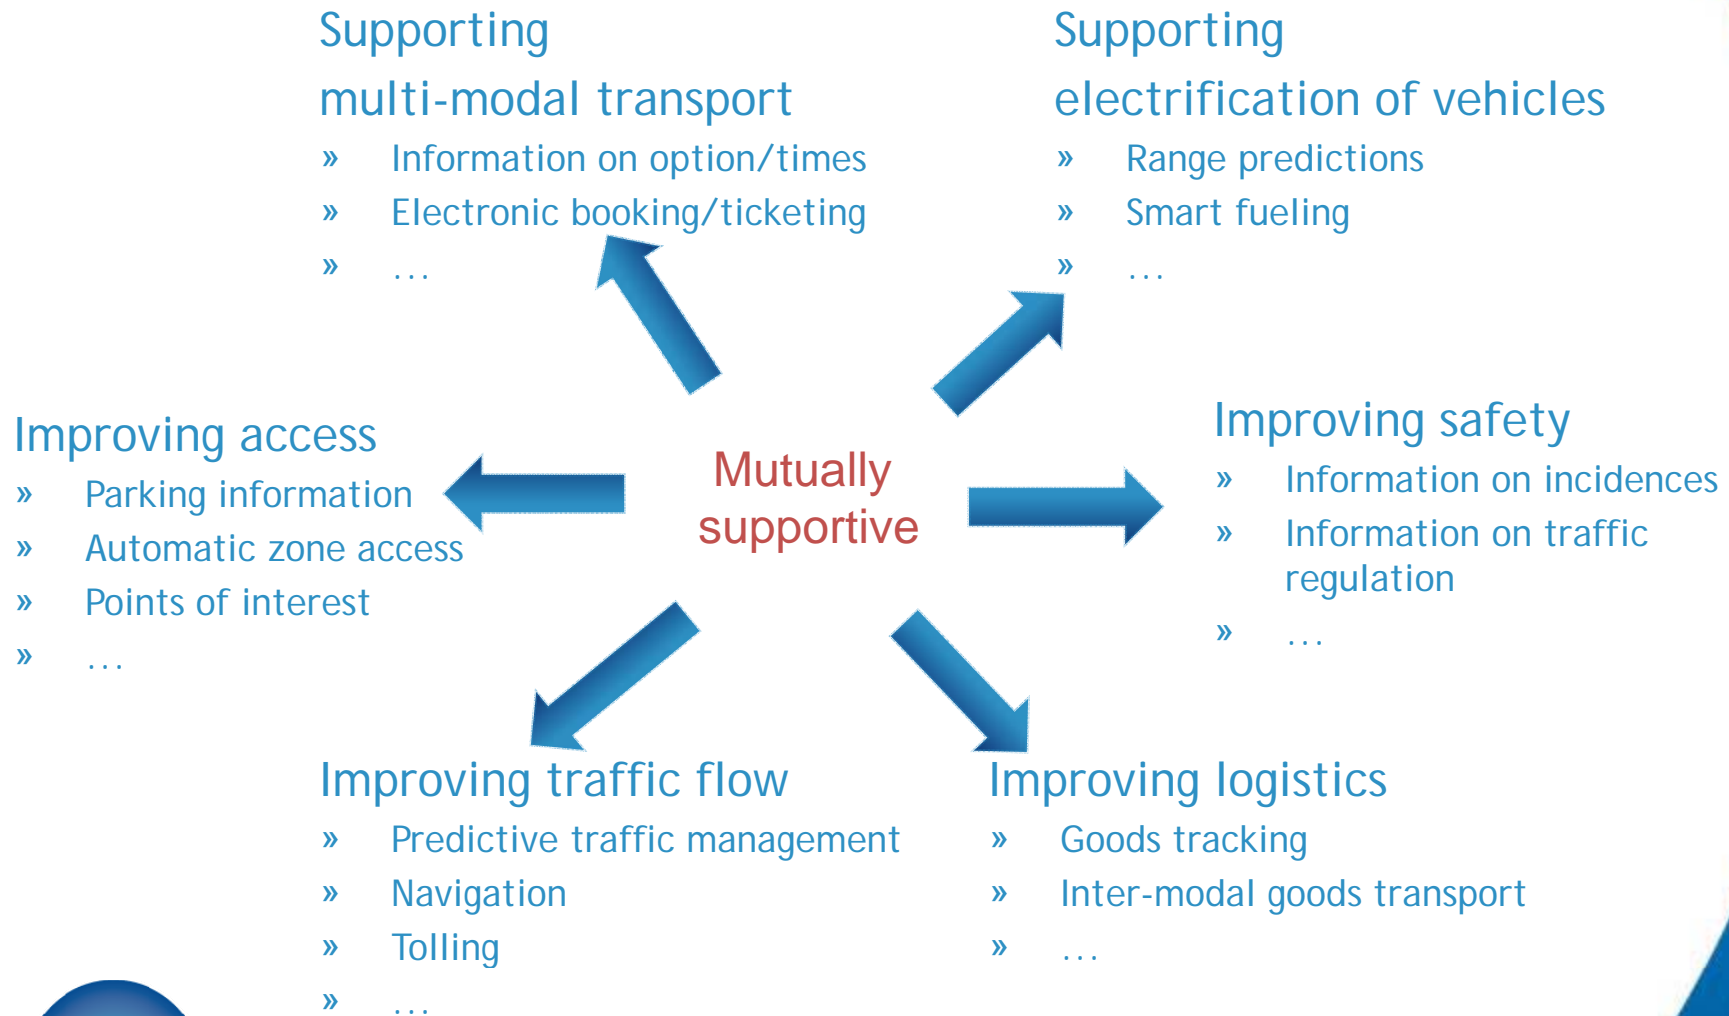 Supporting
multi-modal transport
» Information on option/times
» Electronic booking/ticketing
» ...
Supporting
electrification of vehicles
» Range predictions
» Smart fueling
» ...
Improving access
» Parking information
» Automatic zone access
» Points of interest
» ...
Mutually
supportive
Improving safety
» Information on incidences
» Information on traffic
regulation
» ...
Improving traffic flow
» Predictive traffic management
» Navigation
» Tolling
» ...
Improving logistics
» Goods tracking
» Inter-modal goods transport
» ...